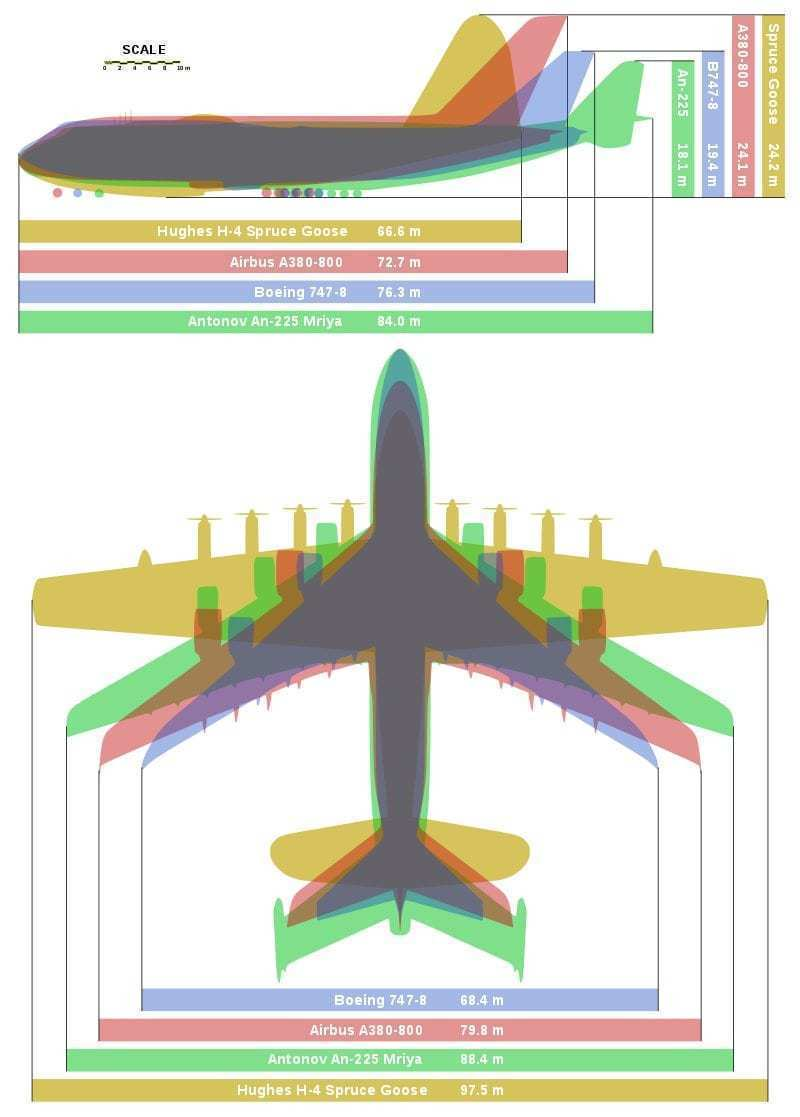 SCALE
0 2 4 6 8 10 m
Spruce Goose 24.2 m
A380-800 24.1 m
B747-8 19.4 m
An-225 18.1 m
Hughes H-4 Spruce Goose 66.6 m
Airbus A380-800 72.7 m
Boeing 747-8 76.3 m
Antonov An-225 Mriya 84.0 m
Boeing 747-8 68.4 m
Airbus A380-800 79.8 m
Antonov An-225 Mriya 88.4 m
Hughes H-4 Spruce Goose 97.5 m